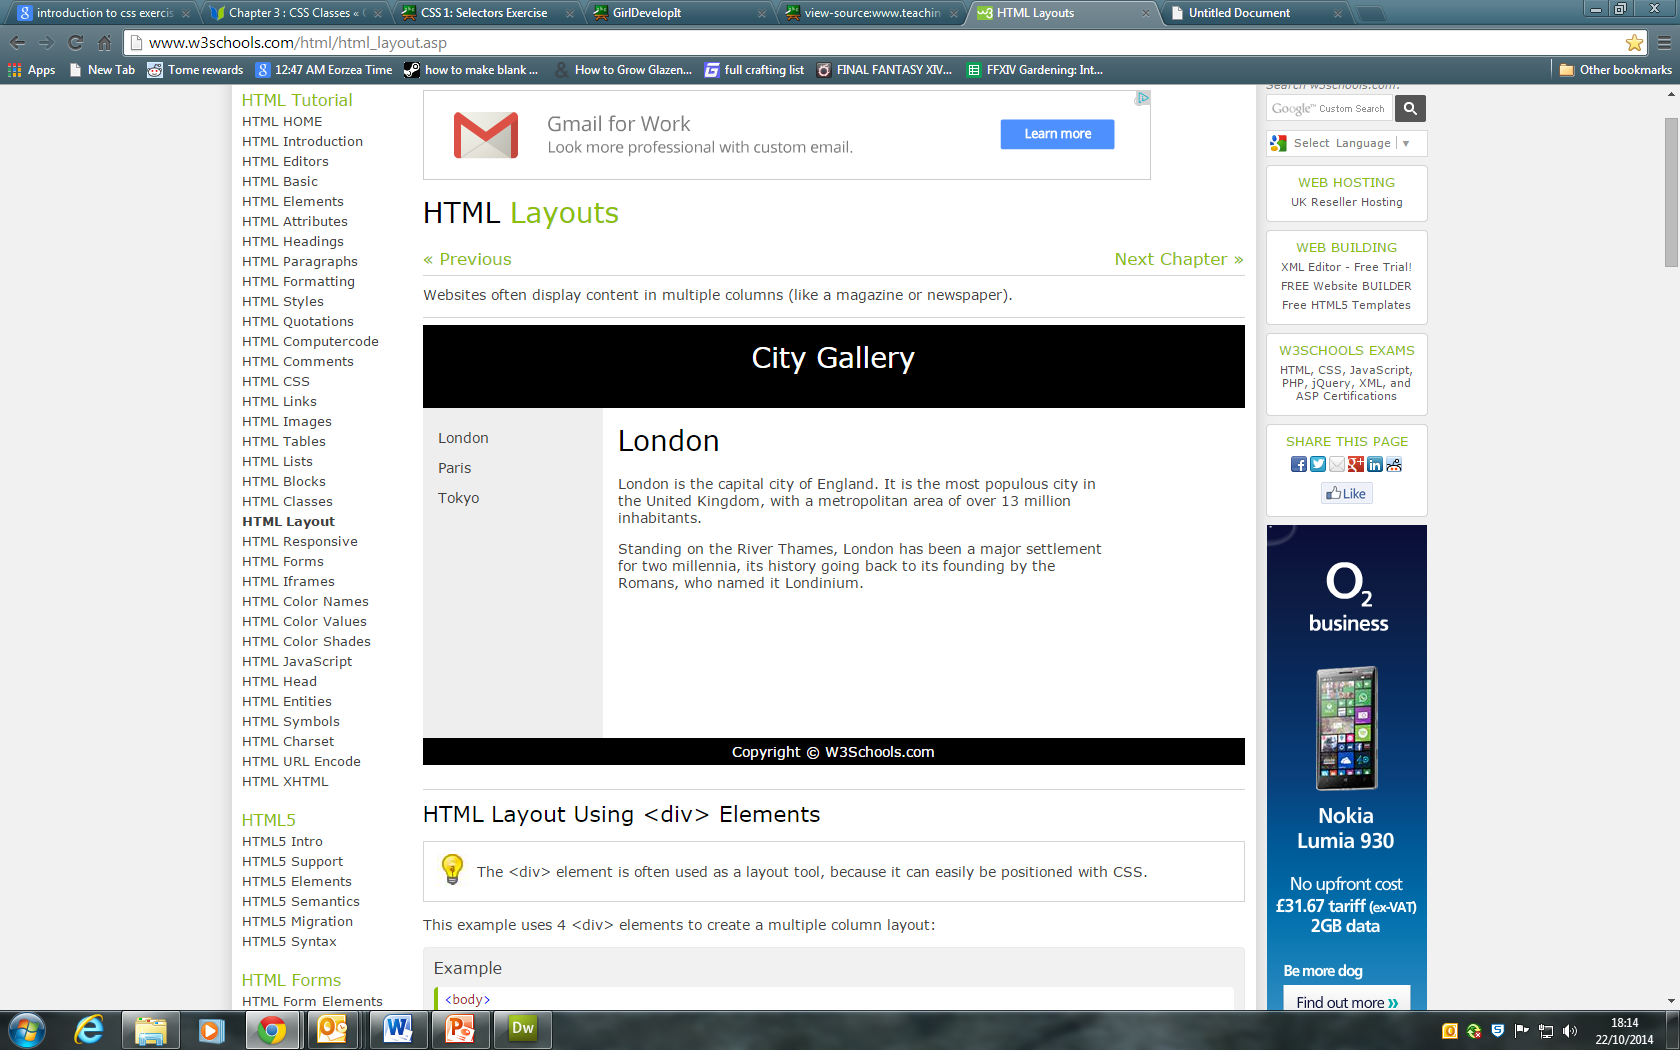 introduction to css exercis
Chapter 3 : CSS Classes «
CSS 1: Selectors Exercise
GirlDevelopIt
view-source:www.teachin
HTML Layouts
Untitled Document
www.w3schools.com/html/html_layout.asp
Apps
New Tab
Tome rewards
12:47 AM Eorzea Time
how to make blank ...
How to Grow Glazen...
full crafting list
FINAL FANTASY XIV...
FFXIV Gardening: Int...
Other bookmarks
HTML Tutorial
HTML HOME
HTML Introduction
HTML Editors
HTML Basic
HTML Elements
HTML Attributes
HTML Headings
HTML Paragraphs
HTML Formatting
HTML Styles
HTML Quotations
HTML Computercode
HTML Comments
HTML CSS
HTML Links
HTML Images
HTML Tables
HTML Lists
HTML Blocks
HTML Classes
HTML Layout
HTML Responsive
HTML Forms
HTML Iframes
HTML Color Names
HTML Color Values
HTML Color Shades
HTML JavaScript
HTML Head
HTML Entities
HTML Symbols
HTML Charset
HTML URL Encode
HTML XHTML
HTML5
HTML5 Intro
HTML5 Support
HTML5 Elements
HTML5 Semantics
HTML5 Migration
HTML5 Syntax
HTML Forms
HTML Form Elements
Gmail for Work
Look more professional with custom email.
Learn more
HTML Layouts
« Previous
Next Chapter »
Websites often display content in multiple columns (like a magazine or newspaper).
City Gallery
London
Paris
Tokyo
London
London is the capital city of England. It is the most populous city in
the United Kingdom, with a metropolitan area of over 13 million
inhabitants.
Standing on the River Thames, London has been a major settlement
for two millennia, its history going back to its founding by the
Romans, who named it Londinium.
Copyright © W3Schools.com
HTML Layout Using <div> Elements
The <div> element is often used as a layout tool, because it can easily be positioned with CSS.
This example uses 4 <div> elements to create a multiple column layout:
Example
<body>
Search w3schools.com:
Google™ Custom Search
Select Language
WEB HOSTING
UK Reseller Hosting
WEB BUILDING
XML Editor - Free Trial!
FREE Website BUILDER
Free HTML5 Templates
W3SCHOOLS EXAMS
HTML, CSS, JavaScript,
PHP, jQuery, XML, and
ASP Certifications
SHARE THIS PAGE
Like
O2
business
Nokia
Lumia 930
No upfront cost
£31.67 tariff (ex-VAT)
2GB data
Be more dog
Find out more »
Dw
18:14
22/10/2014